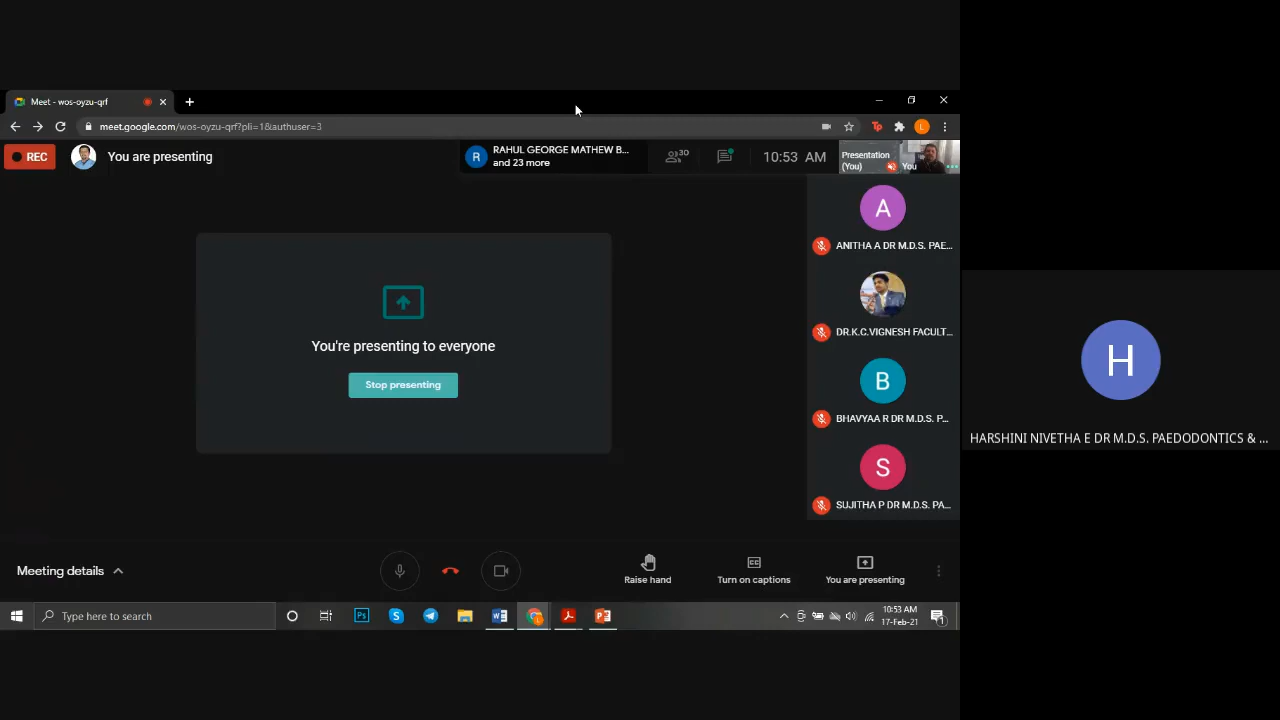 Meet - wos-oyzu-qrf
meet.google.com/wos-oyzu-qrf?pli=1&authuser=3
REC
You are presenting
R
RAHUL GEORGE MATHEW B...
and 23 more
30
10:53 AM
Presentation
(You)
You
A
ANITHA A DR M.D.S. PAE...
DR.K.C.VIGNESH FACULT...
B
BHAVYAA R DR M.D.S. P...
S
SUJITHA P DR M.D.S. PA...
You're presenting to everyone
Stop presenting
H
HARSHINI NIVETHA E DR M.D.S. PAEDODONTICS & ...
Meeting details
Raise hand
Turn on captions
You are presenting
Type here to search
10:53 AM
17-Feb-21